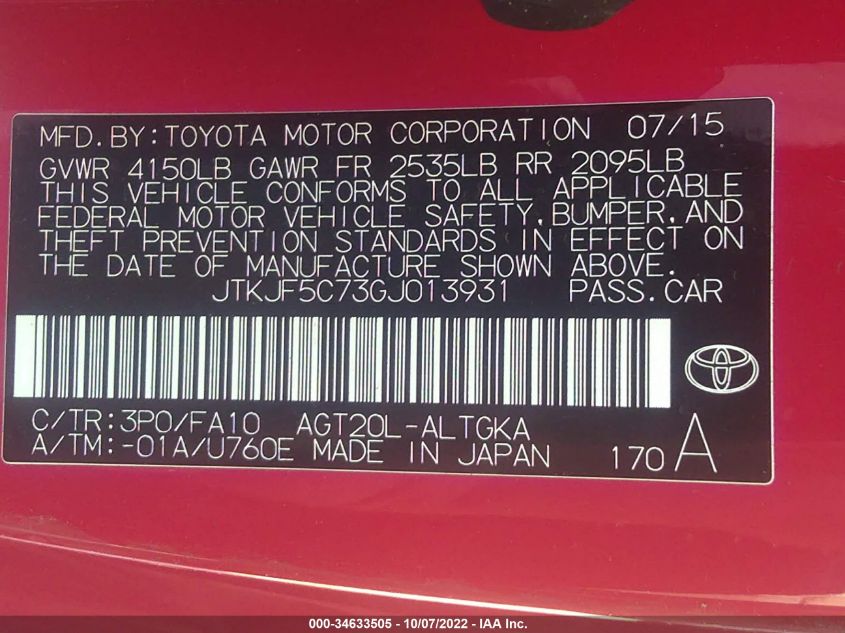 MFD.BY:TOYOTA MOTOR CORPORATION 07/15
GVWR 4150LB GAWR FR 2535LB RR 2095LB
THIS VEHICLE CONFORMS TO ALL APPLICABLE
FEDERAL MOTOR VEHICLE SAFETY,BUMPER,AND
THEFT PREVENTION STANDARDS IN EFFECT ON
THE DATE OF MANUFACTURE SHOWN ABOVE.
JTKJF5C73GJ013931 PASS.CAR
C/TR:3P0/FA10 AGT20L-ALTGKA
A/TM:-01A/U760E MADE IN JAPAN 170 A
000-34633505 - 10/07/2022 - IAA Inc.